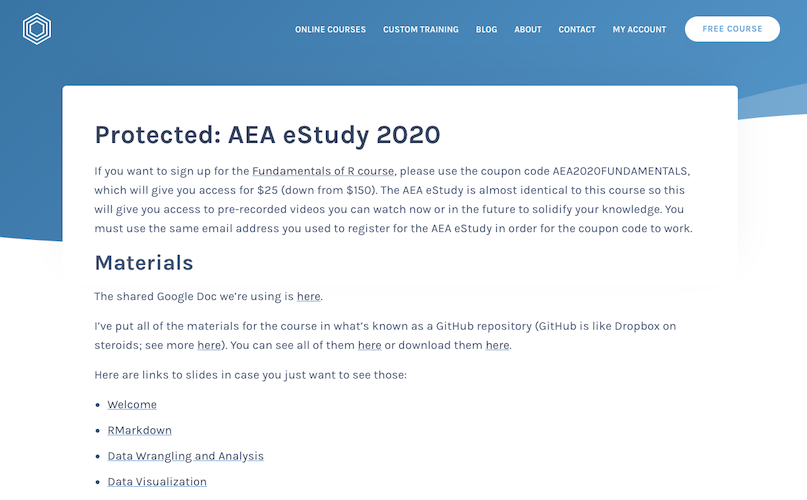 ONLINE COURSES CUSTOM TRAINING BLOG ABOUT CONTACT MY ACCOUNT FREE COURSE
Protected: AEA eStudy 2020
If you want to sign up for the Fundamentals of R course, please use the coupon code AEA2020FUNDAMENTALS,
which will give you access for $25 (down from $150). The AEA eStudy is almost identical to this course so this
will give you access to pre-recorded videos you can watch now or in the future to solidify your knowledge. You
must use the same email address you used to register for the AEA eStudy in order for the coupon code to work.
Materials
The shared Google Doc we’re using is here.
I’ve put all of the materials for the course in what’s known as a GitHub repository (GitHub is like Dropbox on
steroids; see more here). You can see all of them here or download them here.
Here are links to slides in case you just want to see those:
• Welcome
• RMarkdown
• Data Wrangling and Analysis
• Data Visualization